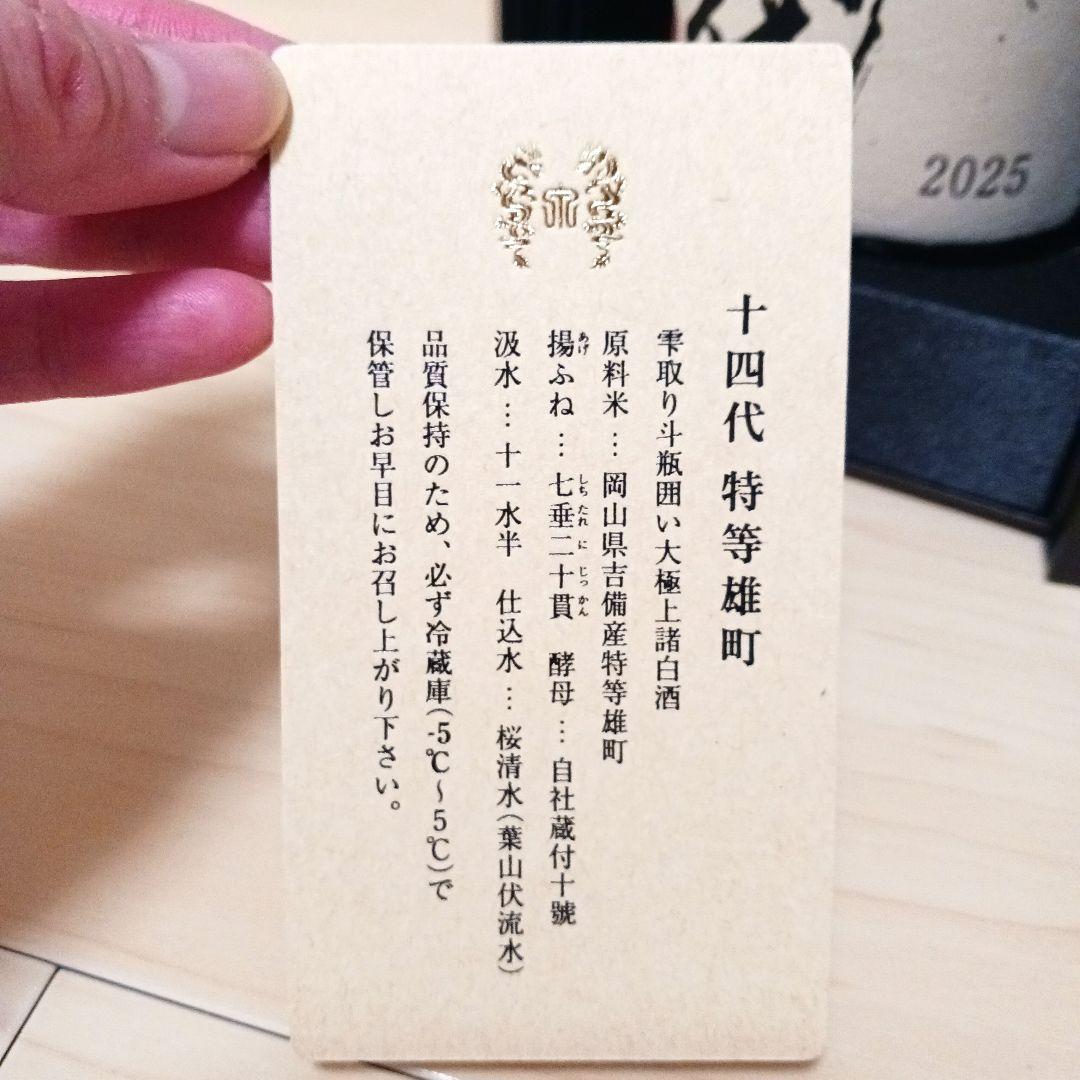 十四代 特等雄町
雫取り斗瓶囲い大極上諸白酒
原料米…岡山県吉備産特等雄町
揚ふね…七垂二十貫 酵母…自社蔵付十號
あげ しちたれにじっかん
汲水…十一水半 仕込水…桜清水(葉山伏流水)
品質保持のため、必ず冷蔵庫(-5℃~5℃)で
保管しお早目にお召し上がり下さい。
2025